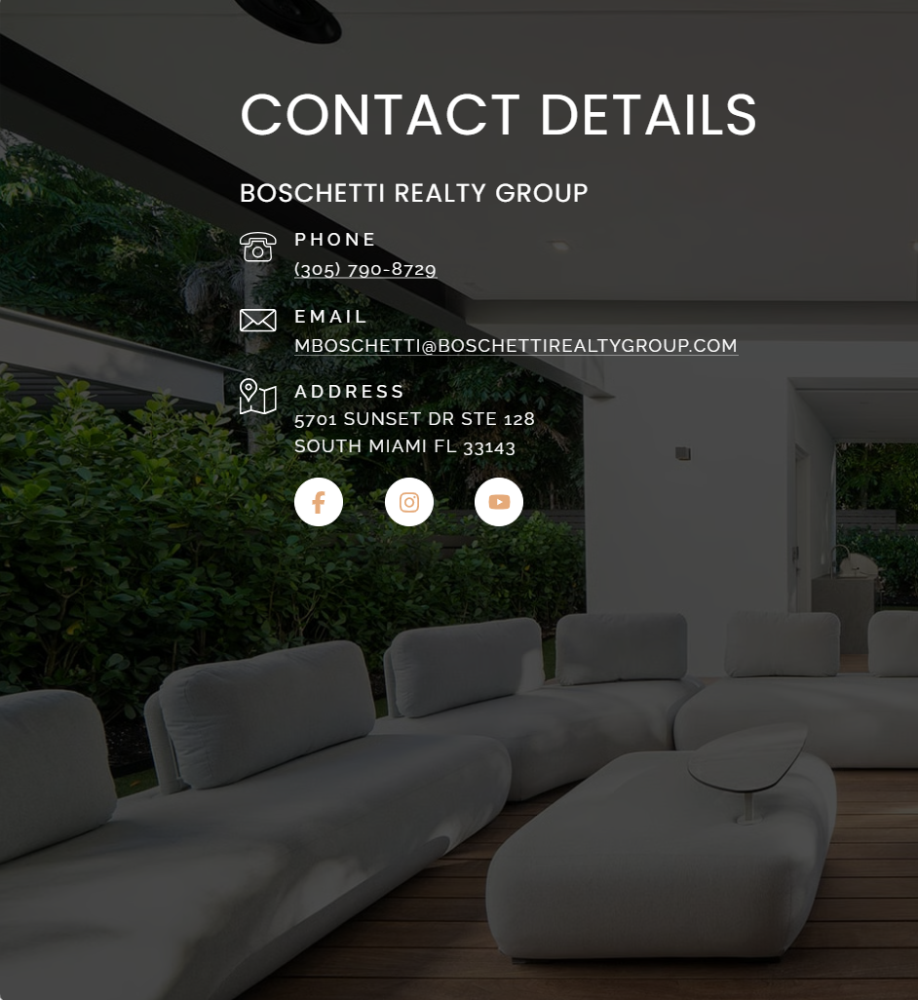 CONTACT DETAILS
BOSCHETTI REALTY GROUP
PHONE
(305) 790-8729
EMAIL
MBOSCHETTI@BOSCHETTIREALTYGROUP.COM
ADDRESS
5701 SUNSET DR STE 128
SOUTH MIAMI FL 33143